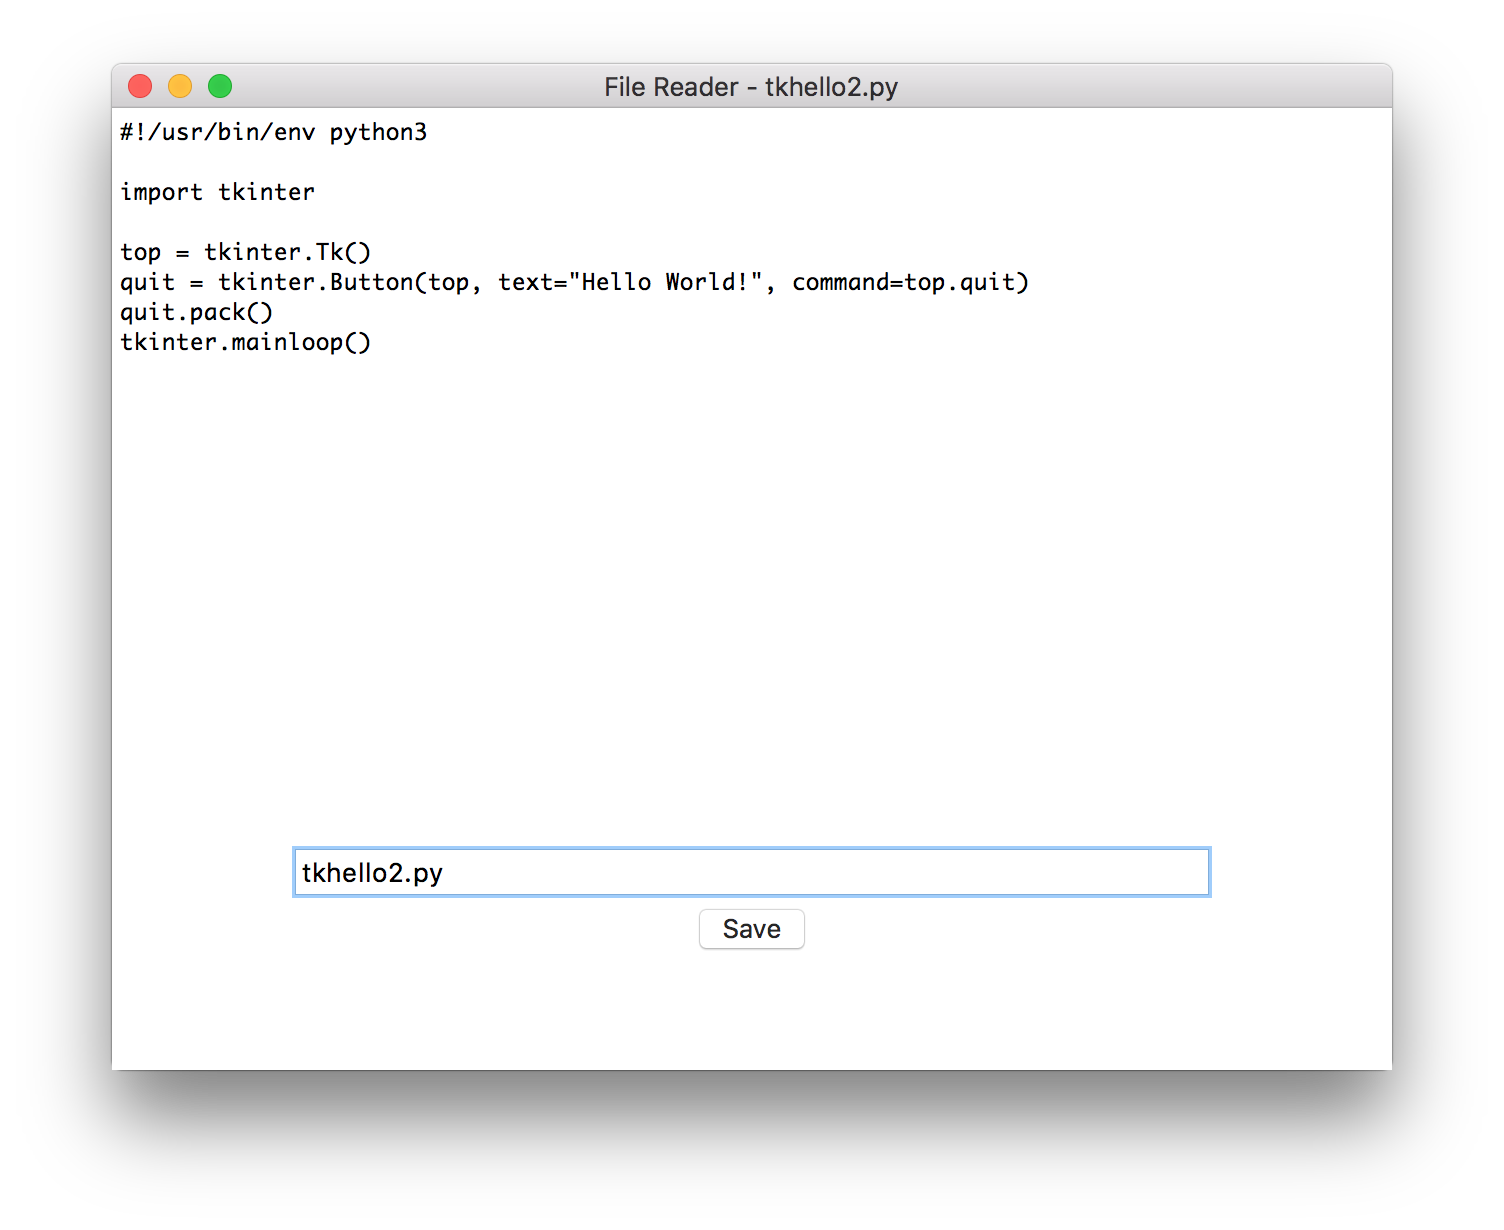 File Reader - tkhello2.py
#!/usr/bin/env python3
import tkinter
top = tkinter.Tk()
quit = tkinter.Button(top, text="Hello World!", command=top.quit)
quit.pack()
tkinter.mainloop()
tkhello2.py
Save